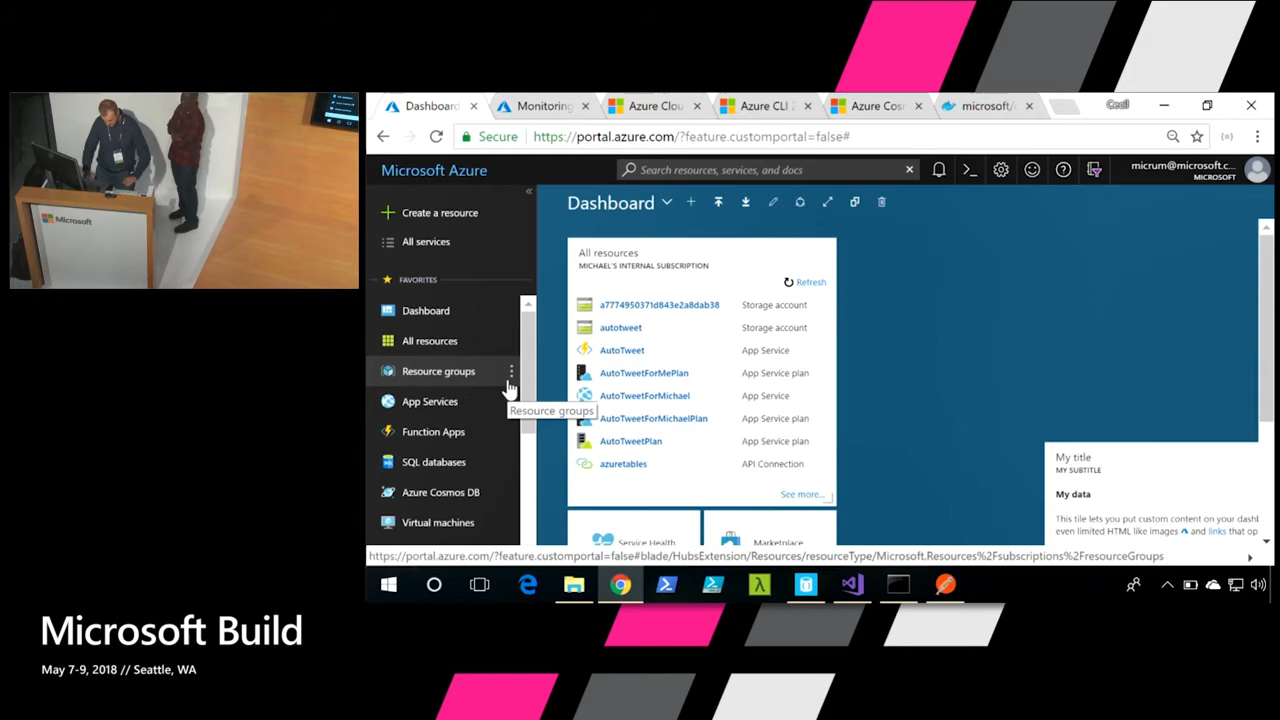 Microsoft
Dashboard
Monitoring
Azure Clou
Azure CLI 2
Azure Cos
microsoft/
Cecil
Secure
https://portal.azure.com/?feature.customportal=false#
Microsoft Azure
Search resources, services, and docs
micrum@microsoft.c...
MICROSOFT
Create a resource
All services
FAVORITES
Dashboard
All resources
Resource groups
App Services
Function Apps
SQL databases
Azure Cosmos DB
Virtual machines
Resource groups
Dashboard
All resources
MICHAEL'S INTERNAL SUBSCRIPTION
Refresh
a7774950371d843e2a8dab38 Storage account
autotweet Storage account
AutoTweet App Service
AutoTweetForMePlan App Service plan
AutoTweetForMichael App Service
AutoTweetForMichaelPlan App Service plan
AutoTweetPlan App Service plan
azuretables API Connection
See more...
Service Health
Marketplace
My title
MY SUBTITLE
My data
This tile lets you put custom content on your dashl
even limited HTML like images and links that op
https://portal.azure.com/?feature.customportal=false#blade/HubsExtension/Resources/resourceType/Microsoft.Resources%2Fsubscriptions%2FresourceGroups
Microsoft Build
May 7-9, 2018 // Seattle, WA